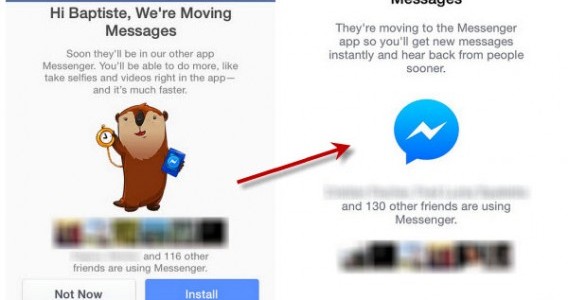 Hi Baptiste, We're Moving
Messages
Soon they'll be in our other app
Messenger. You'll be able to do more, like
take selfies and videos right in the app—
and it's much faster.
and 116 other
friends are using Messenger.
Not Now
Install
Messages
They're moving to the Messenger
app so you'll get new messages
instantly and hear back from people
sooner.
and 130 other friends are using
Messenger.